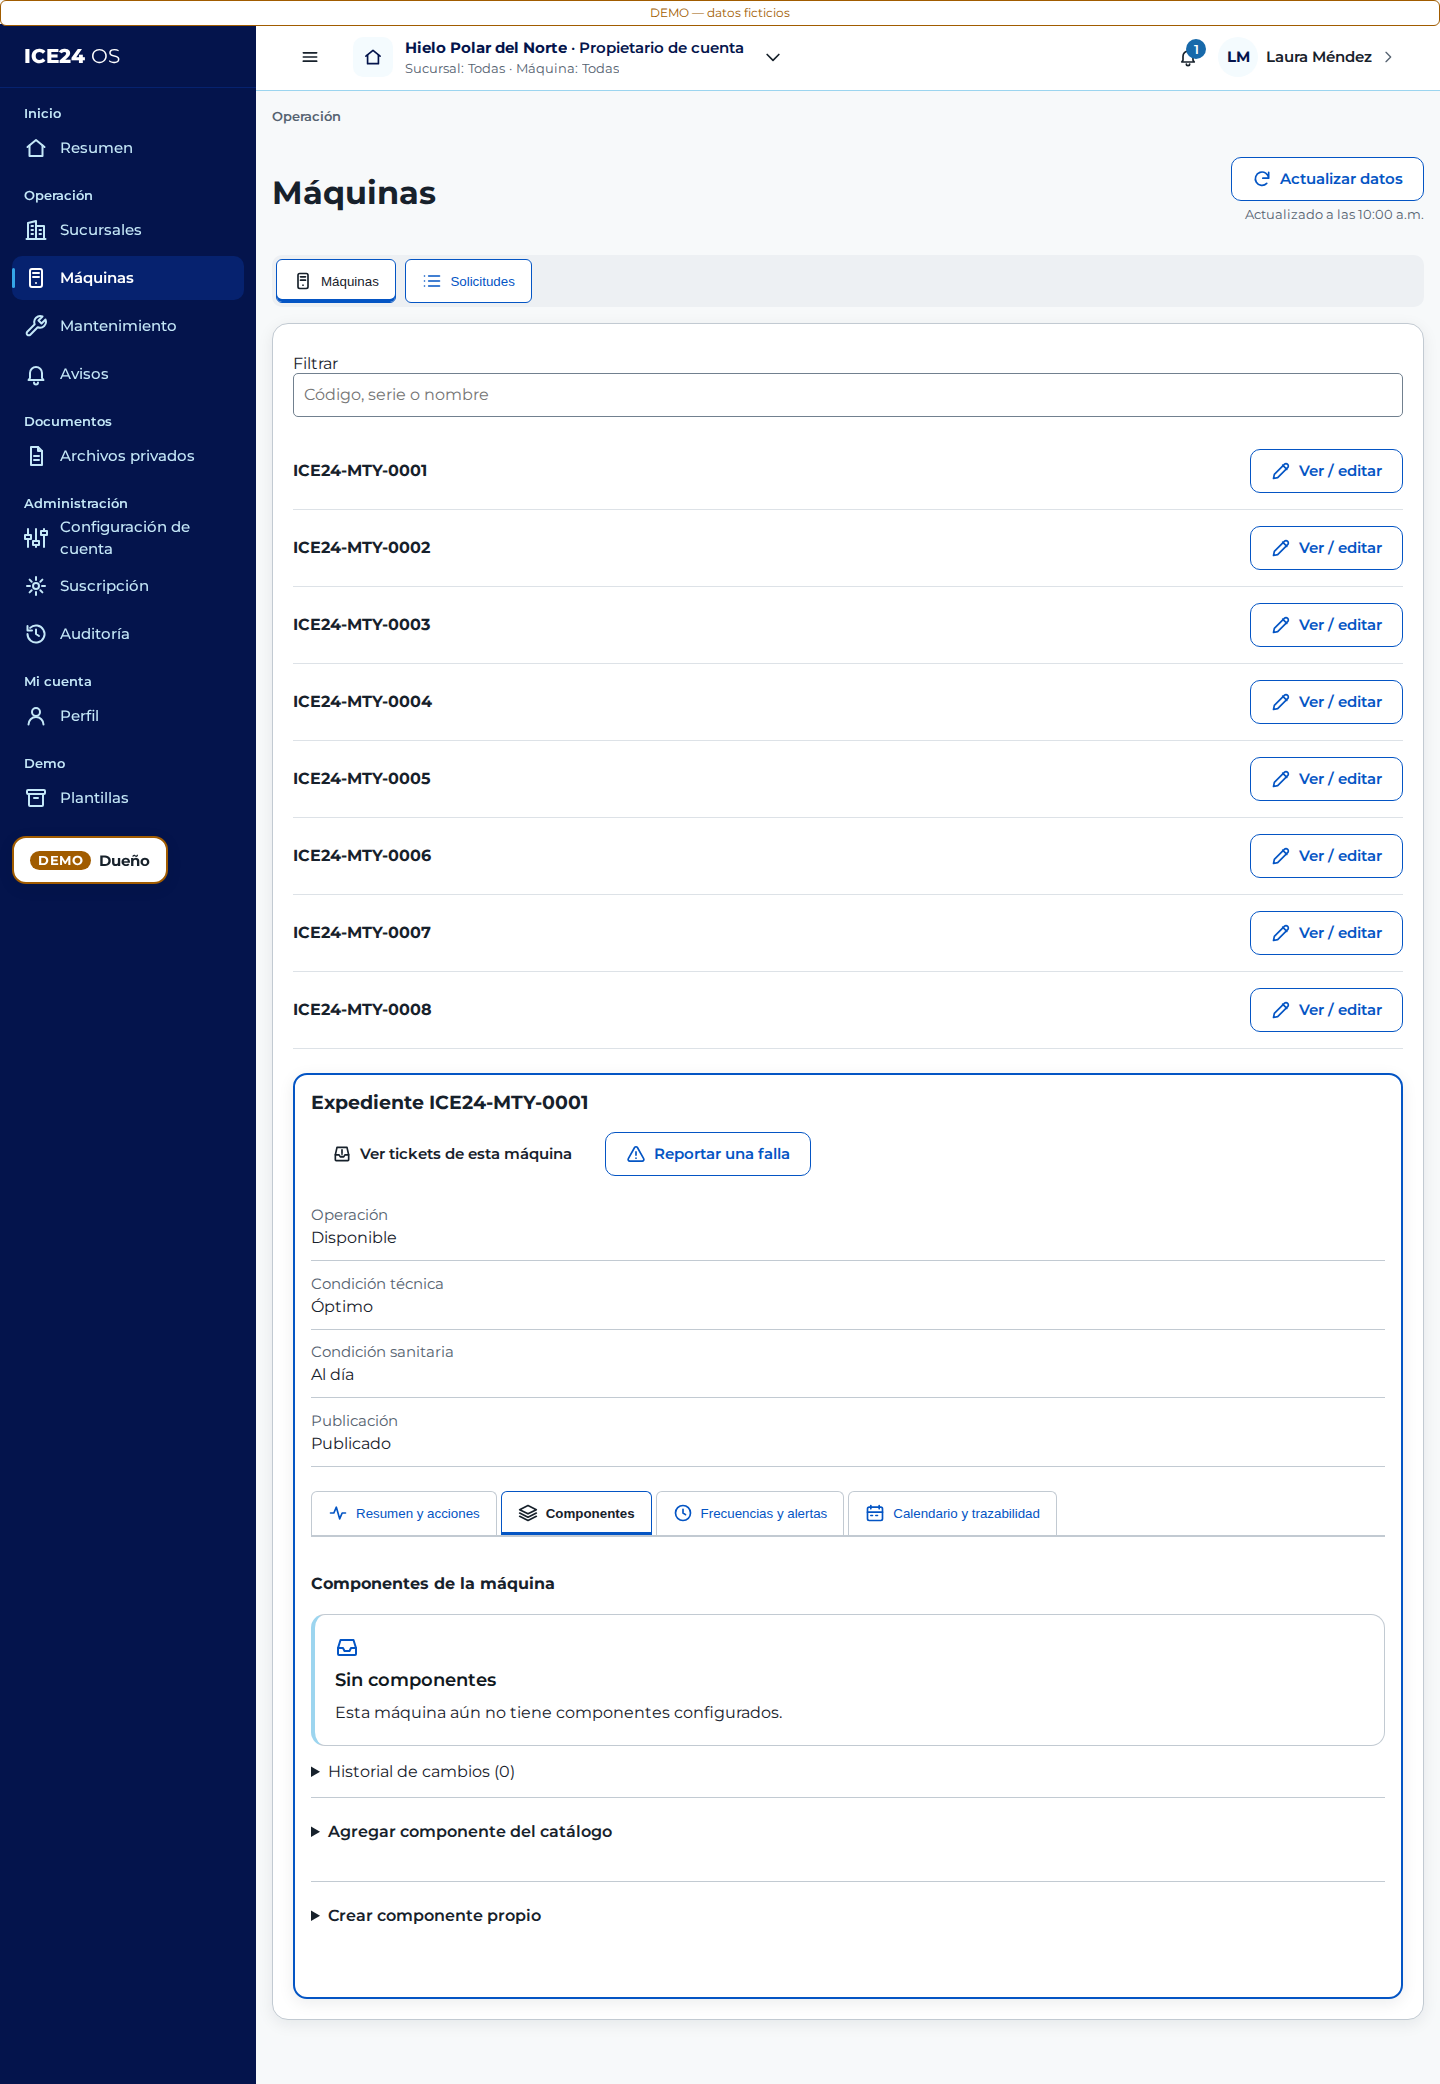 DEMO — datos ficticios
ICE24 OS
Inicio
Resumen
Operación
Sucursales
Máquinas
Mantenimiento
Avisos
Documentos
Archivos privados
Administración
Configuración de
cuenta
Suscripción
Auditoría
Mi cuenta
Perfil
Demo
Plantillas
DEMO Dueño
Hielo Polar del Norte · Propietario de cuenta
Sucursal: Todas · Máquina: Todas
1
LM Laura Méndez
Operación
Máquinas
Actualizar datos
Actualizado a las 10:00 a.m.
Máquinas
Solicitudes
Filtrar
Código, serie o nombre
ICE24-MTY-0001 Ver / editar
ICE24-MTY-0002 Ver / editar
ICE24-MTY-0003 Ver / editar
ICE24-MTY-0004 Ver / editar
ICE24-MTY-0005 Ver / editar
ICE24-MTY-0006 Ver / editar
ICE24-MTY-0007 Ver / editar
ICE24-MTY-0008 Ver / editar
Expediente ICE24-MTY-0001
Ver tickets de esta máquina Reportar una falla
Operación
Disponible
Condición técnica
Óptimo
Condición sanitaria
Al día
Publicación
Publicado
Resumen y acciones Componentes Frecuencias y alertas Calendario y trazabilidad
Componentes de la máquina
Sin componentes
Esta máquina aún no tiene componentes configurados.
Historial de cambios (0)
Agregar componente del catálogo
Crear componente propio